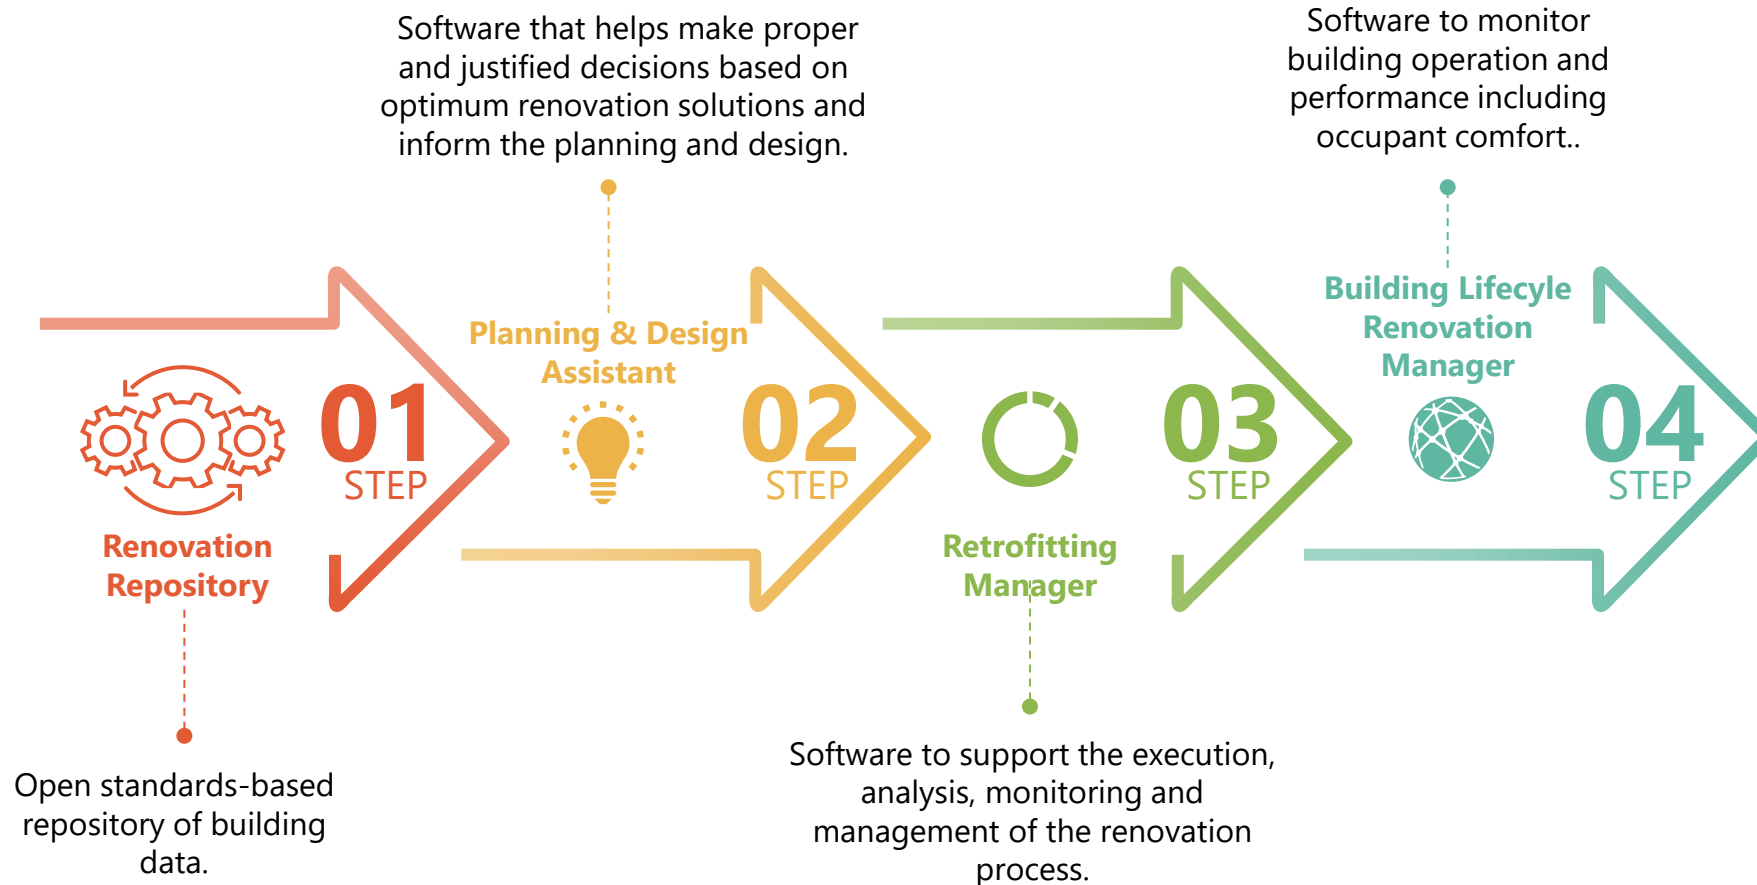 Software that helps make proper
and justified decisions based on
optimum renovation solutions and
inform the planning and design.
Software to monitor
building operation and
performance including
occupant comfort..
Renovation
Repository
01
STEP
Open standards-based
repository of building
data.
Planning & Design
Assistant
02
STEP
Retrofitting
Manager
03
STEP
Software to support the execution,
analysis, monitoring and
management of the renovation
process.
Building Lifecyle
Renovation
Manager
04
STEP